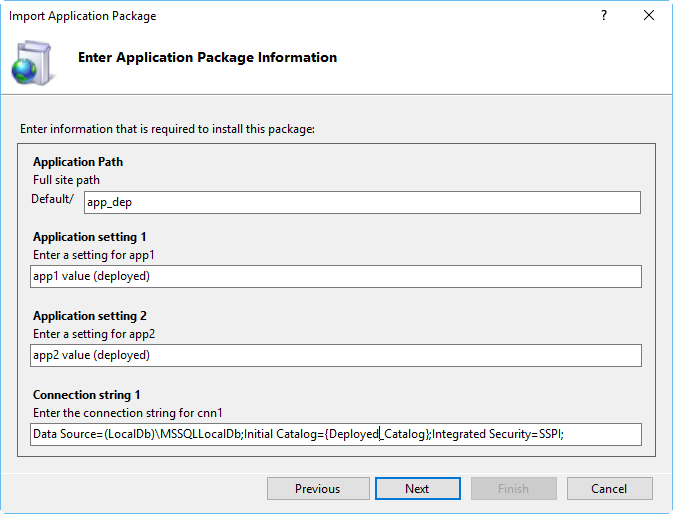 Import Application Package
?
Enter Application Package Information
Enter information that is required to install this package:
Application Path
Full site path
Default/ app_dep
Application setting 1
Enter a setting for app1
app1 value (deployed)
Application setting 2
Enter a setting for app2
app2 value (deployed)
Connection string 1
Enter the connection string for cnn1
Data Source=(LocalDb)\MSSQLLocalDb;Initial Catalog={Deployed_Catalog};Integrated Security=SSPI;
Previous Next Finish Cancel